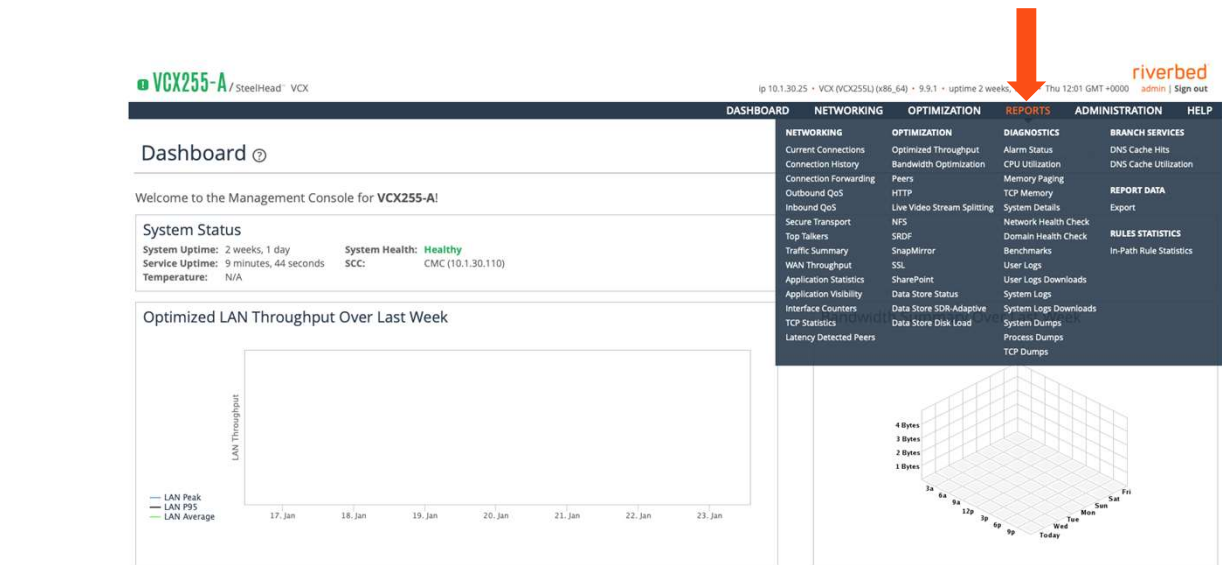 riverbed
VCX255-A / SteelHead™ VCX
ip 10.1.30.25 • VCX (VCX255L) (x86_64) • 9.9.1 • uptime 2 weeks, Thu 12:01 GMT +0000 admin | Sign out
DASHBOARD NETWORKING OPTIMIZATION REPORTS ADMINISTRATION HELP
NETWORKING
Current Connections
Connection History
Connection Forwarding
Outbound QoS
Inbound QoS
Secure Transport
Top Talkers
Traffic Summary
WAN Throughput
Application Statistics
Application Visibility
Interface Counters
TCP Statistics
Latency Detected Peers
OPTIMIZATION
Optimized Throughput
Bandwidth Optimization
Peers
HTTP
Live Video Stream Splitting
NFS
SRDF
SnapMirror
SSL
SharePoint
Data Store Status
Data Store SDR-Adaptive
Data Store Disk Load
DIAGNOSTICS
Alarm Status
CPU Utilization
Memory Paging
TCP Memory
System Details
Network Health Check
Domain Health Check
Benchmarks
User Logs
User Logs Downloads
System Logs
System Logs Downloads
System Dumps
Process Dumps
TCP Dumps
BRANCH SERVICES
DNS Cache Hits
DNS Cache Utilization
REPORT DATA
Export
RULES STATISTICS
In-Path Rule Statistics
Dashboard ?
Welcome to the Management Console for VCX255-A!
System Status
System Uptime: 2 weeks, 1 day System Health: Healthy
Service Uptime: 9 minutes, 44 seconds SCC: CMC (10.1.30.110)
Temperature: N/A
Optimized LAN Throughput Over Last Week
LAN Throughput
LAN Peak
LAN P95
LAN Average
17. Jan 18. Jan 19. Jan 20. Jan 21. Jan 22. Jan 23. Jan
4 Bytes
3 Bytes
2 Bytes
1 Bytes
3a 6a 9a 12p 3p 6p 9p
Today Wed Tue Mon Sun Sat Fri